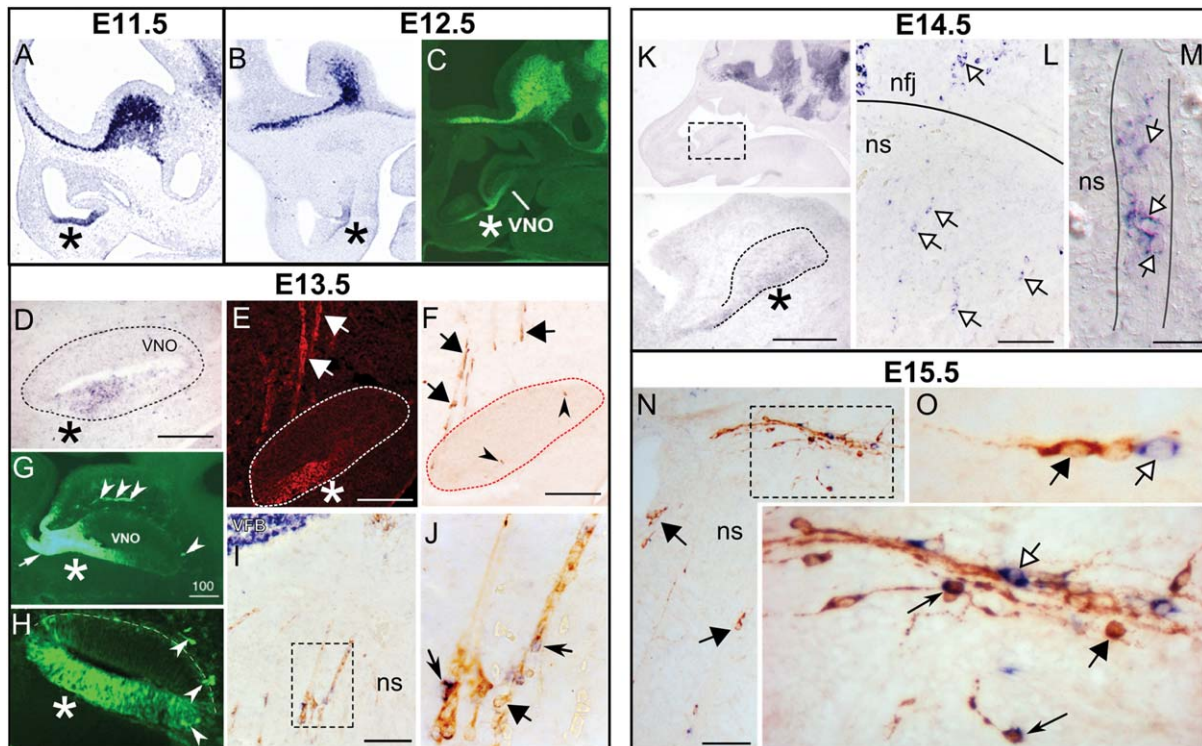 E11.5
E12.5
A
B
C
VNO
*
*
*
E13.5
D
VNO
*
E
*
F
G
VNO
*
100
H
*
VFB
I
ns
J
E14.5
K
*
L
nfj
ns
M
ns
E15.5
N
ns
O